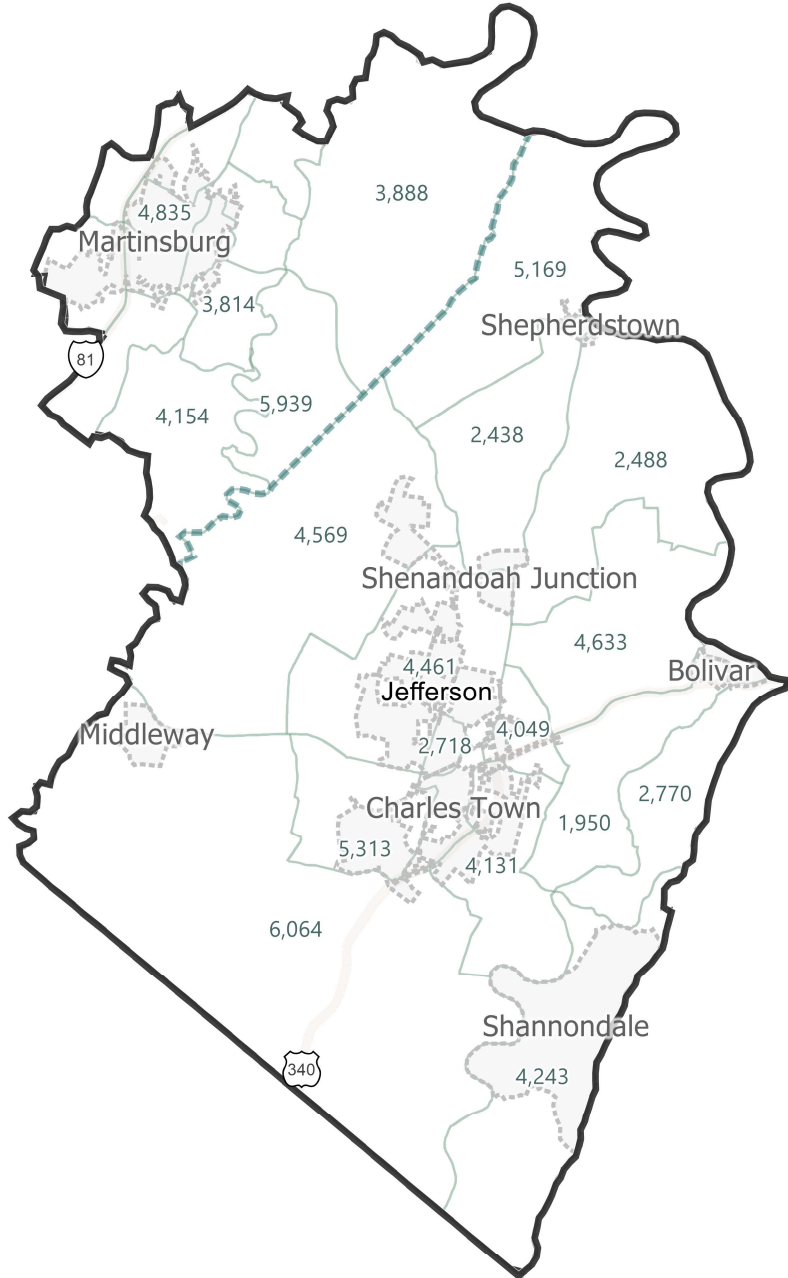 3,888
4,835
Martinsburg
5,169
3,814
Shepherdstown
81
5,939
4,154
2,438
2,488
4,569
Shenandoah Junction
4,633
4,461
Bolivar
Jefferson
4,049
Middleway
2,718
2,770
Charles Town
1,950
5,313
4,131
6,064
Shannondale
340
4,243